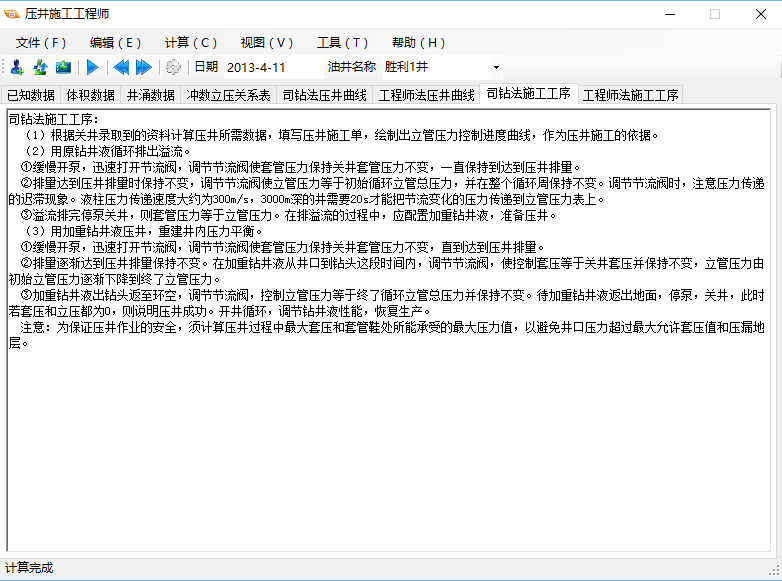 压井施工工程师
文件(F) 编辑(E) 计算(C) 视图(V) 工具(T) 帮助(H)
日期 2013-4-11 油井名称 胜利1井
已知数据 体积数据 井涌数据 冲数立压关系表 司钻法压井曲线 工程师法压井曲线 司钻法施工工序 工程师法施工工序
司钻法施工工序：
（1）根据关井录取到的资料计算压井所需数据，填写压井施工单，绘制出立管压力控制进度曲线，作为压井施工的依据。
（2）用原钻井液循环排出溢流。
①缓慢开泵，迅速打开节流阀，调节节流阀使套管压力保持关井套管压力不变，一直保持到达到压井排量。
②排量达到压井排量时保持不变，调节节流阀使立管压力等于初始循环立管总压力，并在整个循环周保持不变。调节节流阀时，注意压力传递
的迟滞现象。液柱压力传递速度大约为300m/s，3000m深的井需要20s才能把节流变化的压力传递到立管压力表上。
③溢流排完停泵关井，则套管压力等于立管压力。在排溢流的过程中，应配置加重钻井液，准备压井。
（3）用加重钻井液压井，重建井内压力平衡。
①缓慢开泵，迅速打开节流阀，调节节流阀使套管压力保持关井套管压力不变，直到达到压井排量。
②排量逐渐达到压井排量保持不变。在加重钻井液从井口到钻头这段时间内，调节节流阀，使控制套压等于关井套压并保持不变，立管压力由
初始立管压力逐渐下降到终了立管压力。
③加重钻井液出钻头返至环空，调节节流阀，控制立管压力等于终了循环立管总压力并保持不变。待加重钻井液返出地面，停泵，关井，此时
若套压和立压都为0，则说明压井成功。开井循环，调节钻井液性能，恢复生产。
注意：为保证压井作业的安全，须计算压井过程中最大套压和套管鞋处所能承受的最大压力值，以避免井口压力超过最大允许套压值和压漏地
层。
计算完成